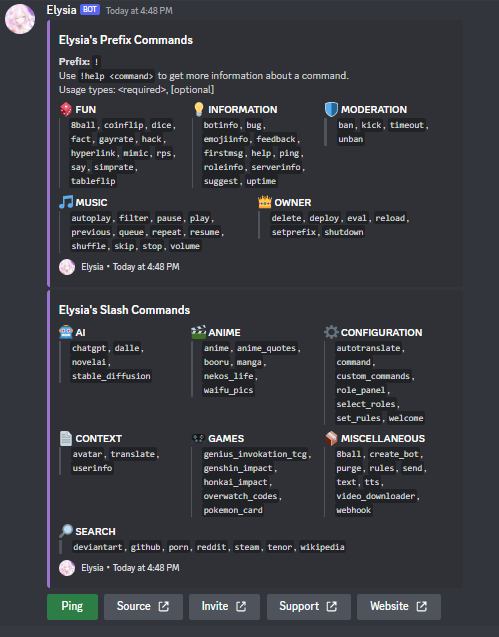 Elysia BOT Today at 4:48 PM
Elysia's Prefix Commands
Prefix: !
Use !help <command> to get more information about a command.
Usage types: <required>, [optional]
FUN
8ball, coinflip, dice,
fact, gayrate, hack,
hyperlink, mimic, rps,
say, simprate,
tableflip
INFORMATION
botinfo, bug,
emojiinfo, feedback,
firstmsg, help, ping,
roleinfo, serverinfo,
suggest, uptime
MODERATION
ban, kick, timeout,
unban
MUSIC
autoplay, filter, pause, play,
previous, queue, repeat, resume,
shuffle, skip, stop, volume
OWNER
delete, deploy, eval, reload,
setprefix, shutdown
Elysia • Today at 4:48 PM
Elysia's Slash Commands
AI
chatgpt, dalle,
novelai,
stable_diffusion
ANIME
anime, anime_quotes,
booru, manga,
nekos_life,
waifu_pics
CONFIGURATION
autotranslate,
command,
custom_commands,
role_panel,
select_roles,
set_rules, welcome
CONTEXT
avatar, translate,
userinfo
GAMES
genius_invokation_tcg,
genshin_impact,
honkai_impact,
overwatch_codes,
pokemon_card
MISCELLANEOUS
8ball, create_bot,
purge, rules, send,
text, tts,
video_downloader,
webhook
SEARCH
deviantart, github, porn, reddit, steam, tenor, wikipedia
Elysia • Today at 4:48 PM
Ping
Source
Invite
Support
Website